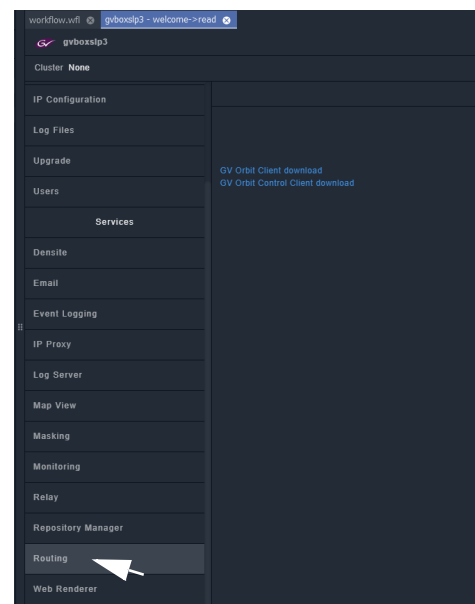 workflow.wfl
gvboxslp3 - welcome->read
gvboxslp3
Cluster None
IP Configuration
Log Files
Upgrade
Users
Services
Densite
Email
Event Logging
IP Proxy
Log Server
Map View
Masking
Monitoring
Relay
Repository Manager
Routing
Web Renderer
GV Orbit Client download
GV Orbit Control Client download